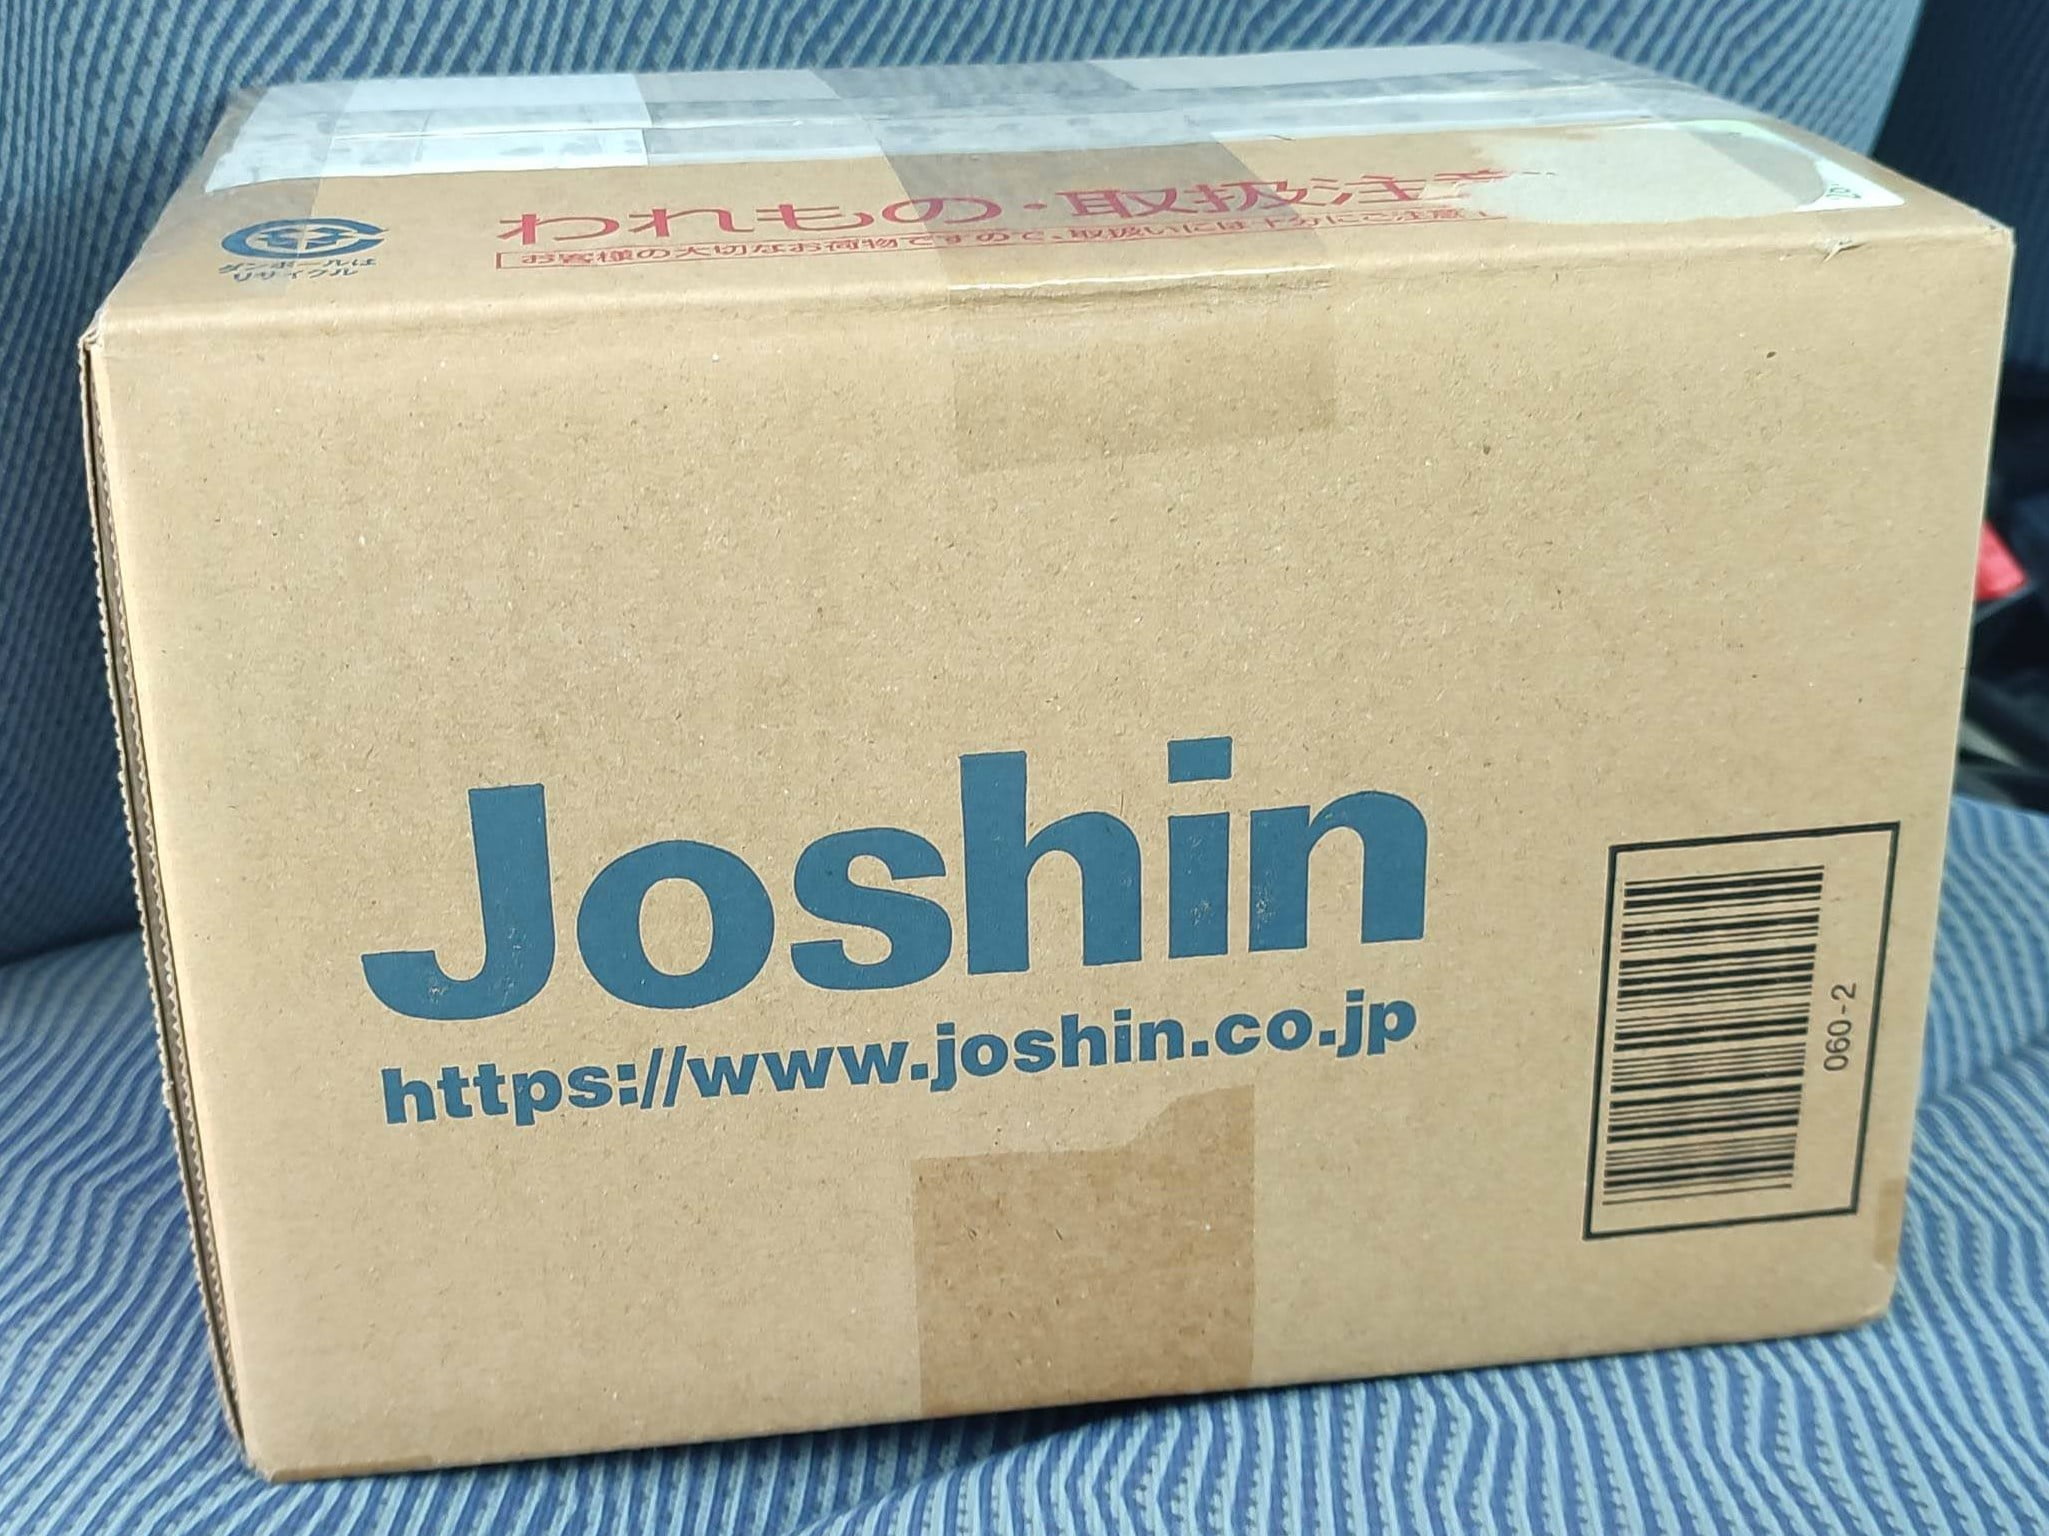 われもの・取扱注意
お客様の大切なお荷物ですので、取扱いには十分にご注意
ダンボールは
リサイクル
Joshin
https://www.joshin.co.jp
060-2